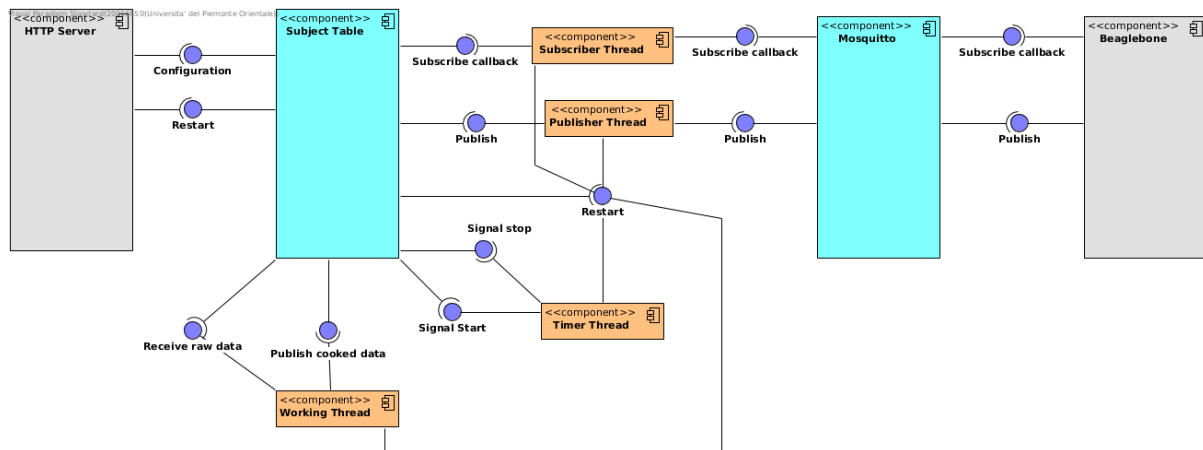 <<component>>
HTTP Server
<<component>>
Subject Table
<<component>>
Subscriber Thread
<<component>>
Mosquitto
<<component>>
Beaglebone
Configuration
Subscribe callback
Subscribe callback
Subscribe callback
Restart
<<component>>
Publisher Thread
Publish
Publish
Publish
Restart
Signal stop
Signal Start
<<component>>
Timer Thread
Receive raw data
Publish cooked data
<<component>>
Working Thread